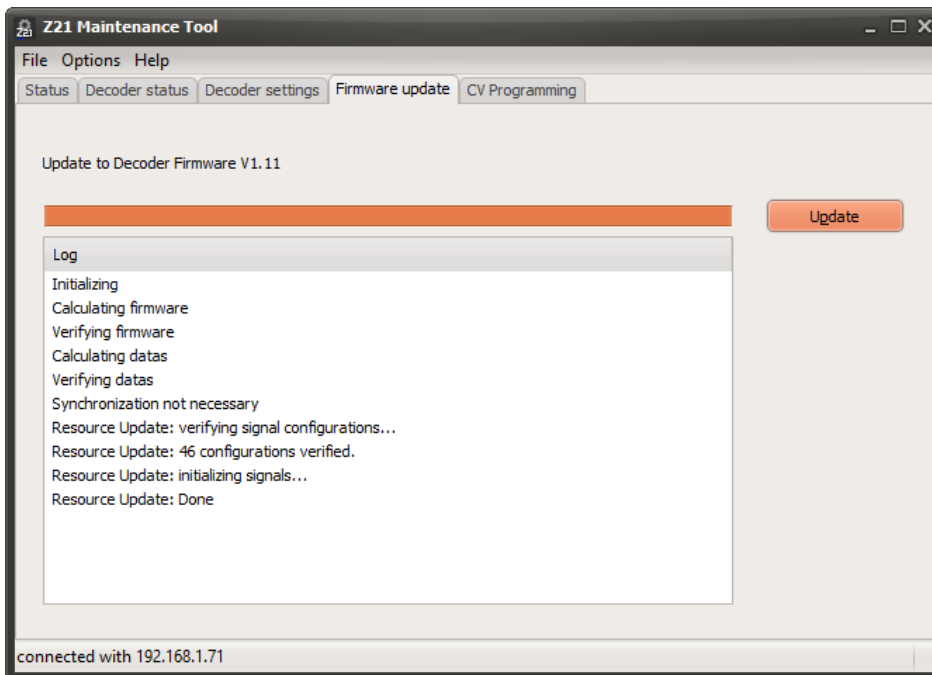 Z21 Maintenance Tool
File Options Help
Status Decoder status Decoder settings Firmware update CV Programming
Update to Decoder Firmware V1.11
Update
Log
Initializing
Calculating firmware
Verifying firmware
Calculating datas
Verifying datas
Synchronization not necessary
Resource Update: verifying signal configurations...
Resource Update: 46 configurations verified.
Resource Update: initializing signals...
Resource Update: Done
connected with 192.168.1.71